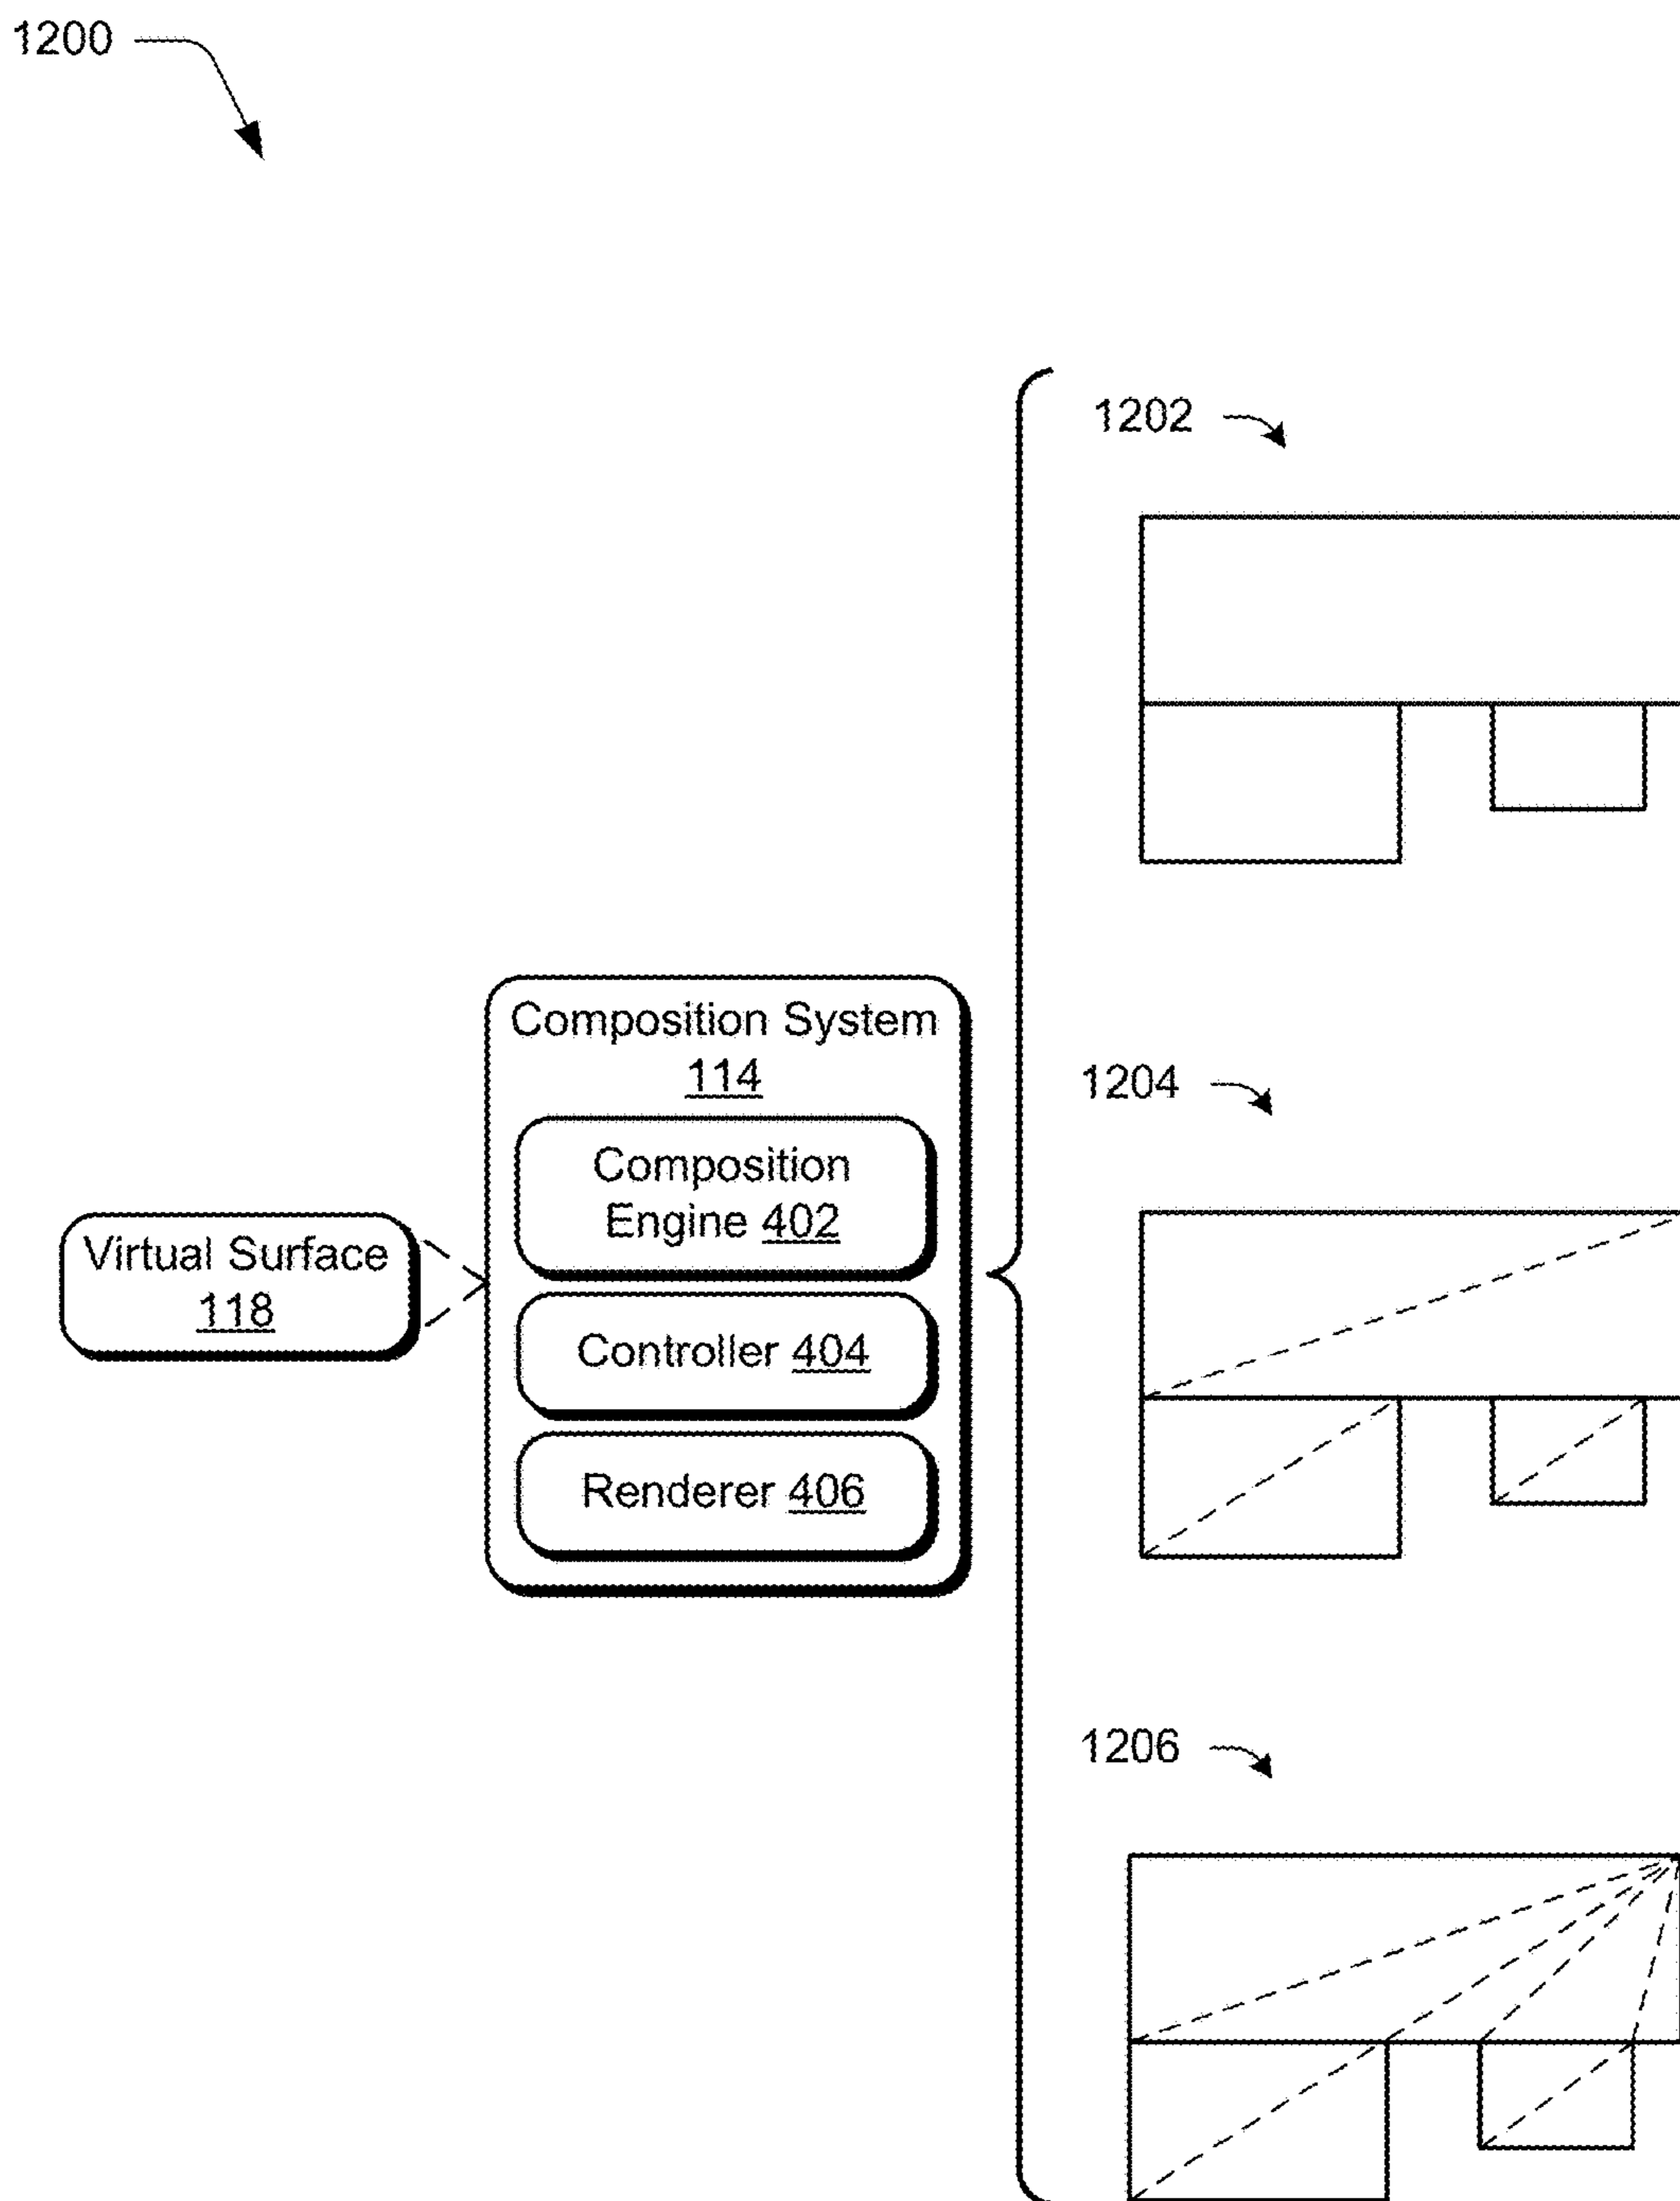 1200
1202
Composition System
114
1204
Composition
Engine 402
Virtual Surface
118
Controller 404
Renderer 406
1206